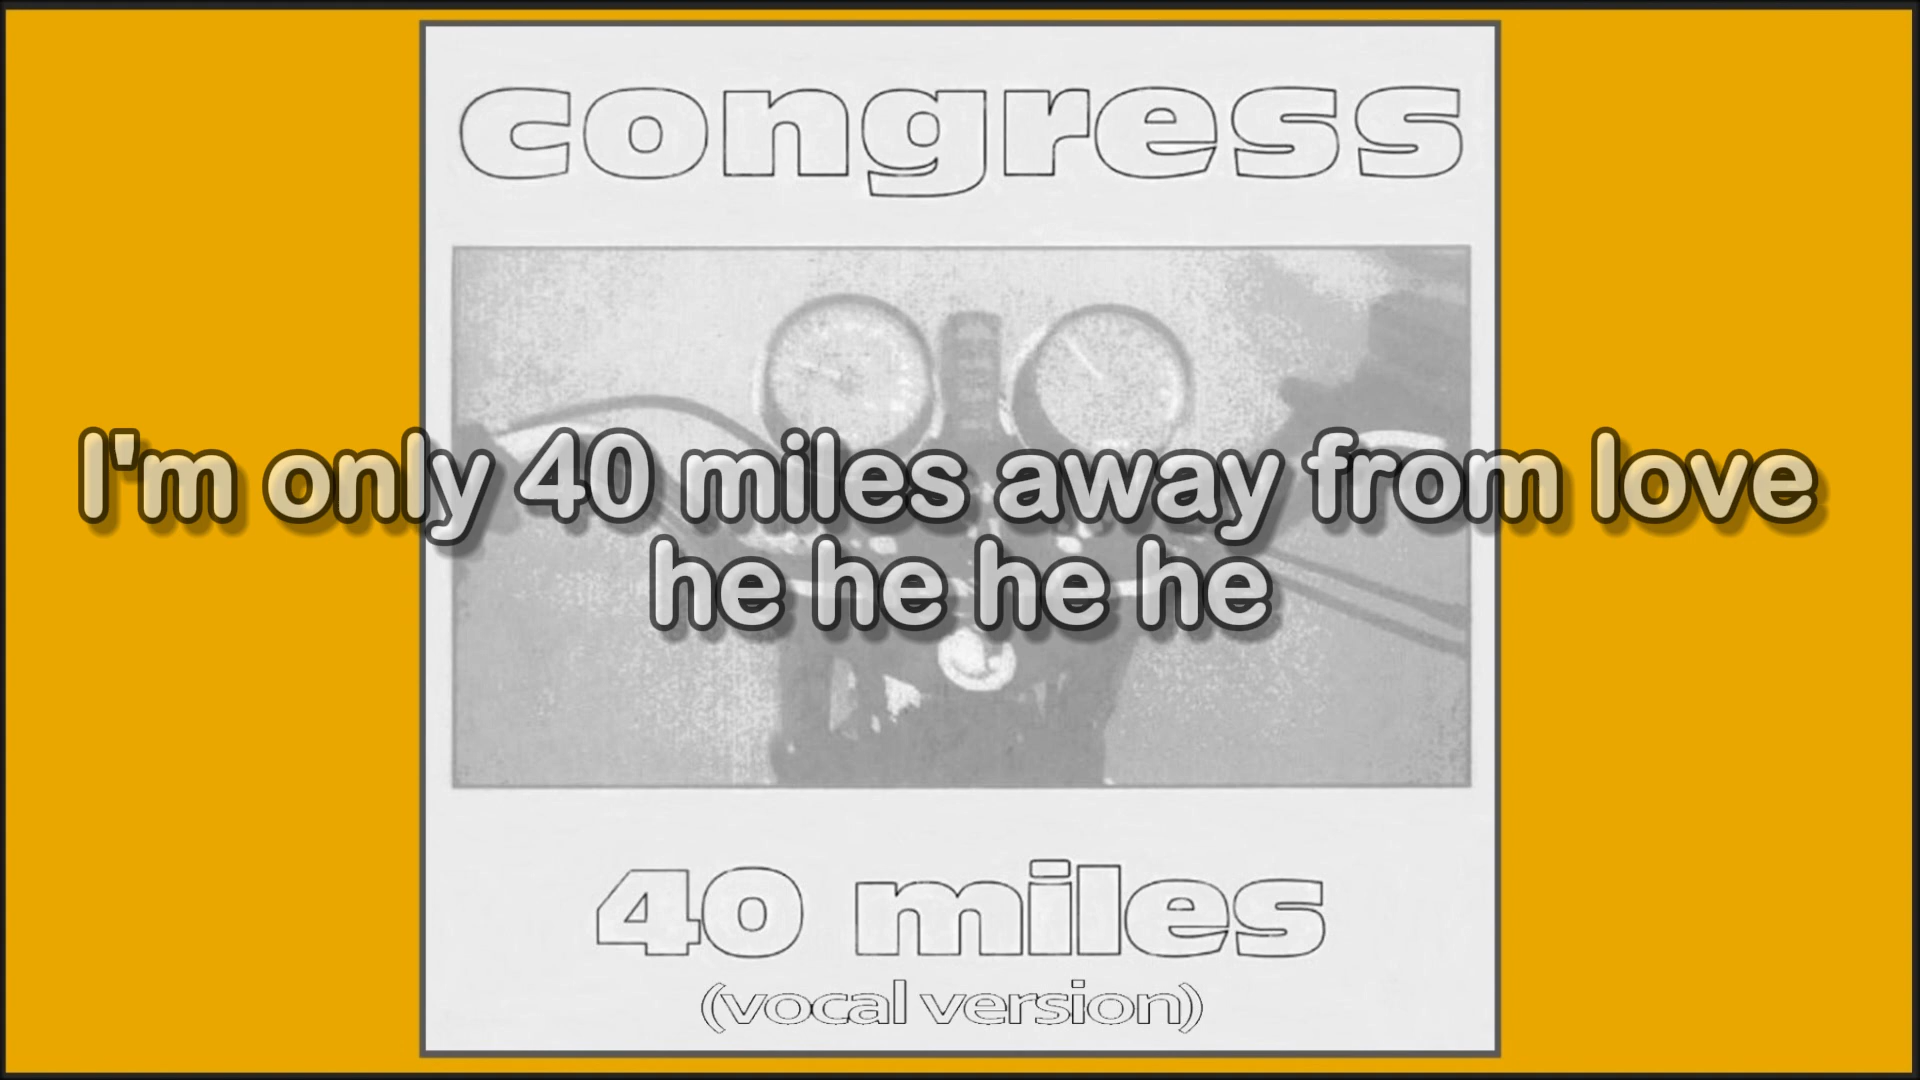 congress
I'm only 40 miles away from love
he he he he
40 miles
(vocal version)